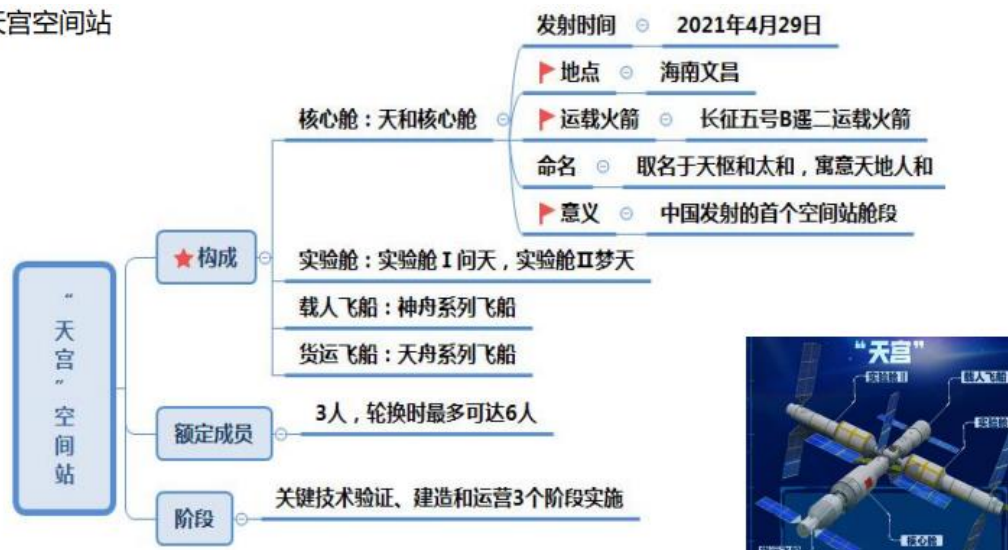 天宫空间站
发射时间
2021年4月29日
地点
海南文昌
核心舱：天和核心舱
运载火箭
长征五号B遥二运载火箭
命名
取名于天枢和太和，寓意天地人和
意义
中国发射的首个空间站舱段
构成
实验舱：实验舱Ⅰ问天，实验舱Ⅱ梦天
载人飞船：神舟系列飞船
货运飞船：天舟系列飞船
“天宫”空间站
额定成员
3人，轮换时最多可达6人
阶段
关键技术验证、建造和运营3个阶段实施
“天宫”
实验舱Ⅱ
载人飞船
实验舱
核心舱